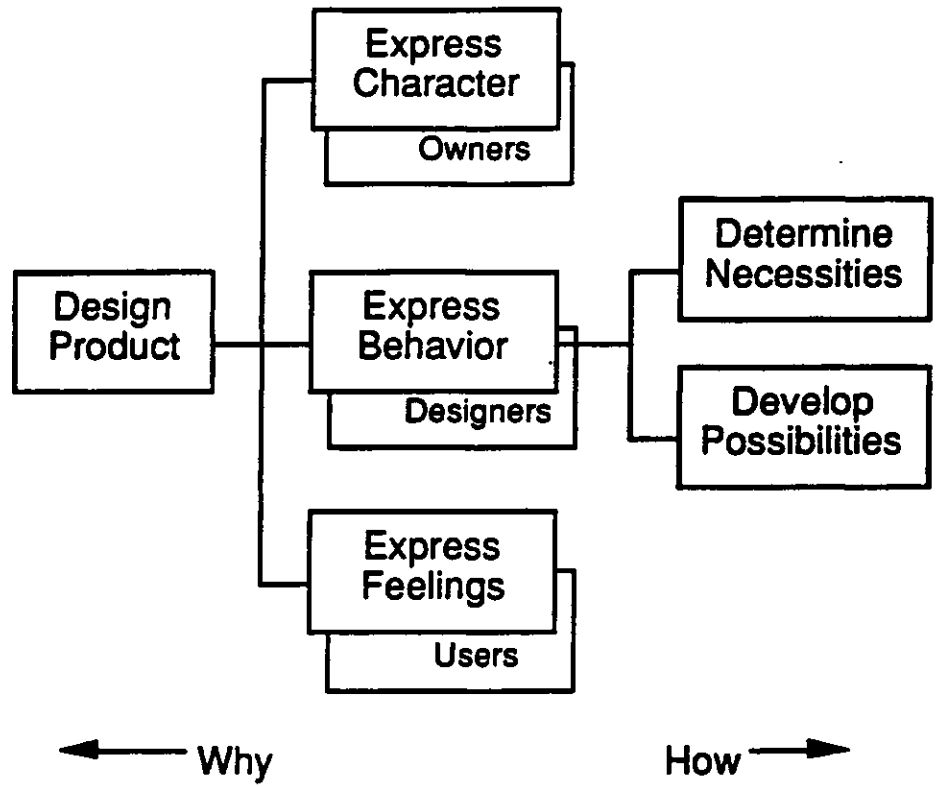 Express
Character
Owners
Design
Product
Express
Behavior
Designers
Determine
Necessities
Develop
Possibilities
Express
Feelings
Users
Why
How